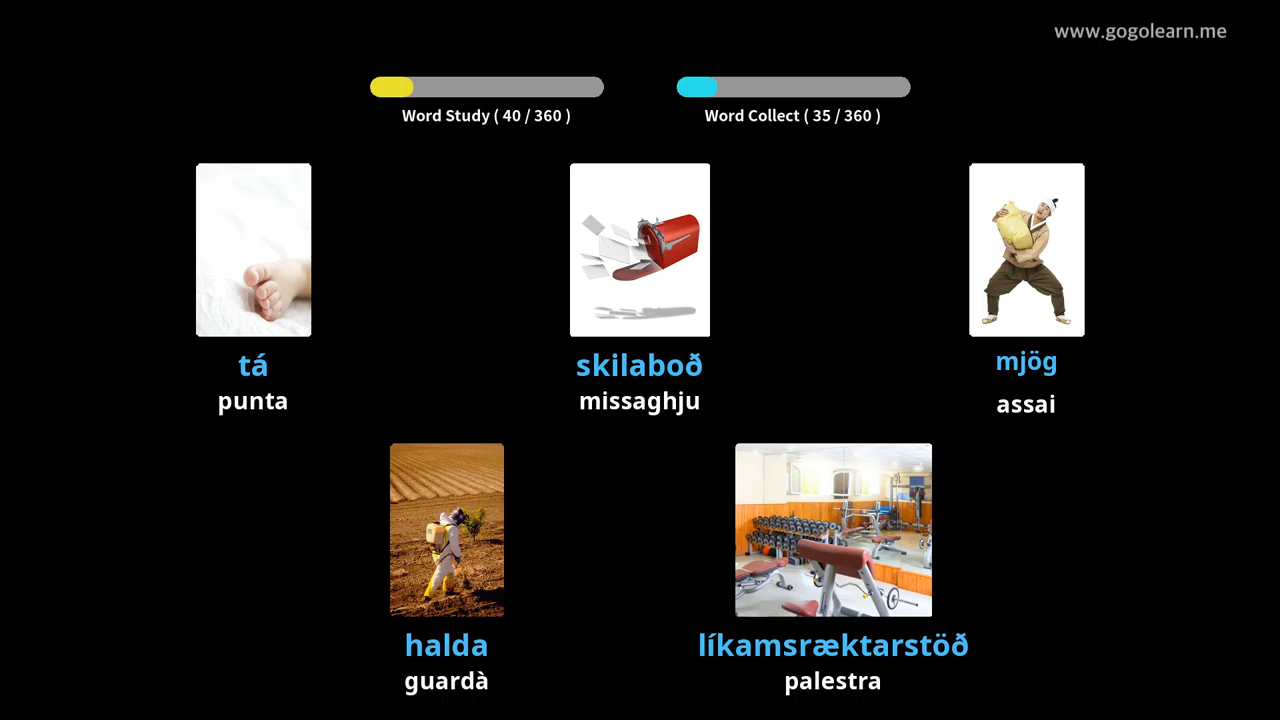 www.gogolearn.me
Word Study ( 40 / 360 )
Word Collect ( 35 / 360 )
tá
punta
skilaboð
missaghju
mjög
assai
halda
guardà
líkamsræktarstöð
palestra